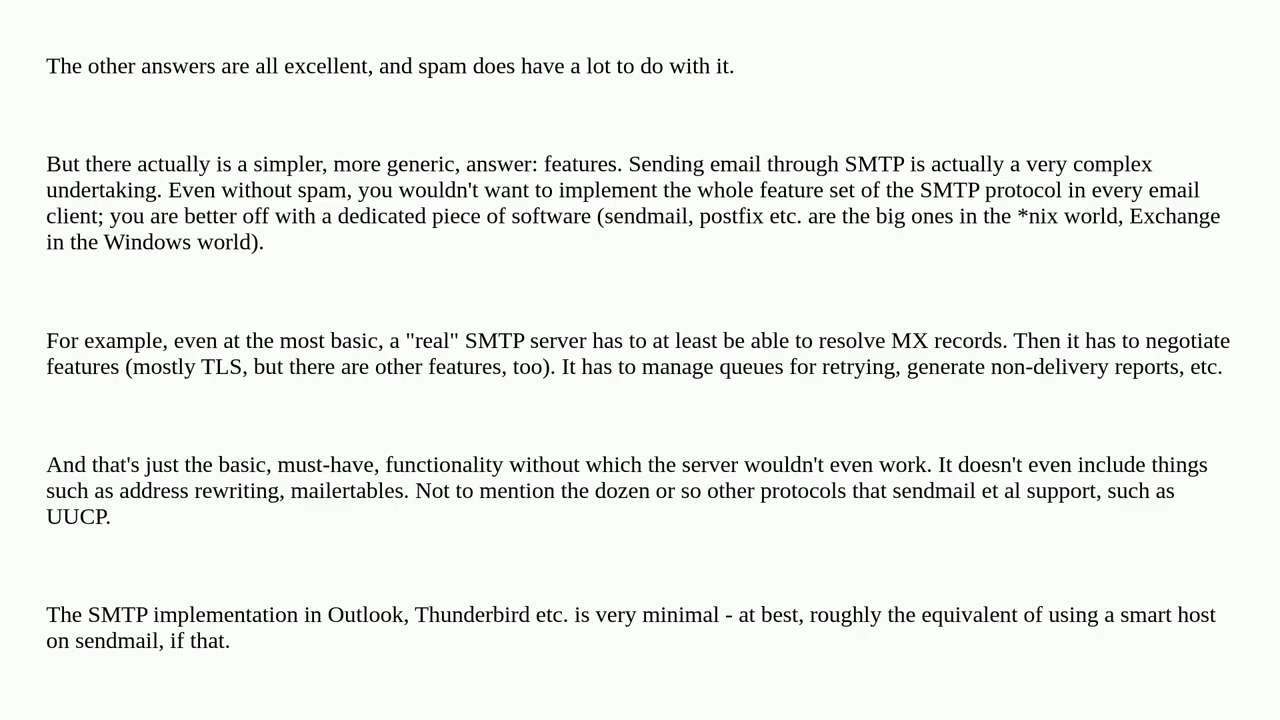 The other answers are all excellent, and spam does have a lot to do with it.
But there actually is a simpler, more generic, answer: features. Sending email through SMTP is actually a very complex
undertaking. Even without spam, you wouldn't want to implement the whole feature set of the SMTP protocol in every email
client; you are better off with a dedicated piece of software (sendmail, postfix etc. are the big ones in the *nix world, Exchange
in the Windows world).
For example, even at the most basic, a "real" SMTP server has to at least be able to resolve MX records. Then it has to negotiate
features (mostly TLS, but there are other features, too). It has to manage queues for retrying, generate non-delivery reports, etc.
And that's just the basic, must-have, functionality without which the server wouldn't even work. It doesn't even include things
such as address rewriting, mailertables. Not to mention the dozen or so other protocols that sendmail et al support, such as
UUCP.
The SMTP implementation in Outlook, Thunderbird etc. is very minimal - at best, roughly the equivalent of using a smart host
on sendmail, if that.